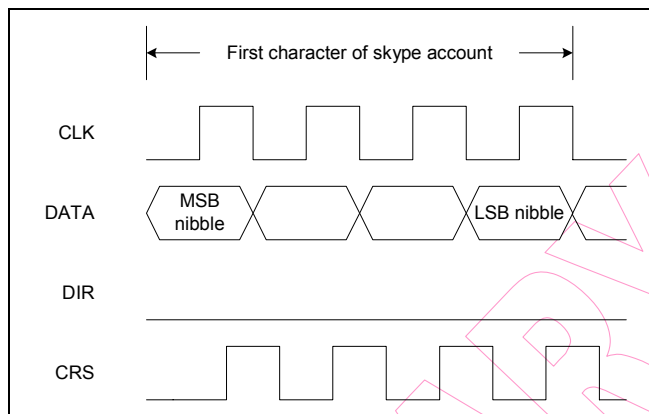 First character of skype account
CLK
DATA
MSB
nibble
LSB nibble
DIR
CRS